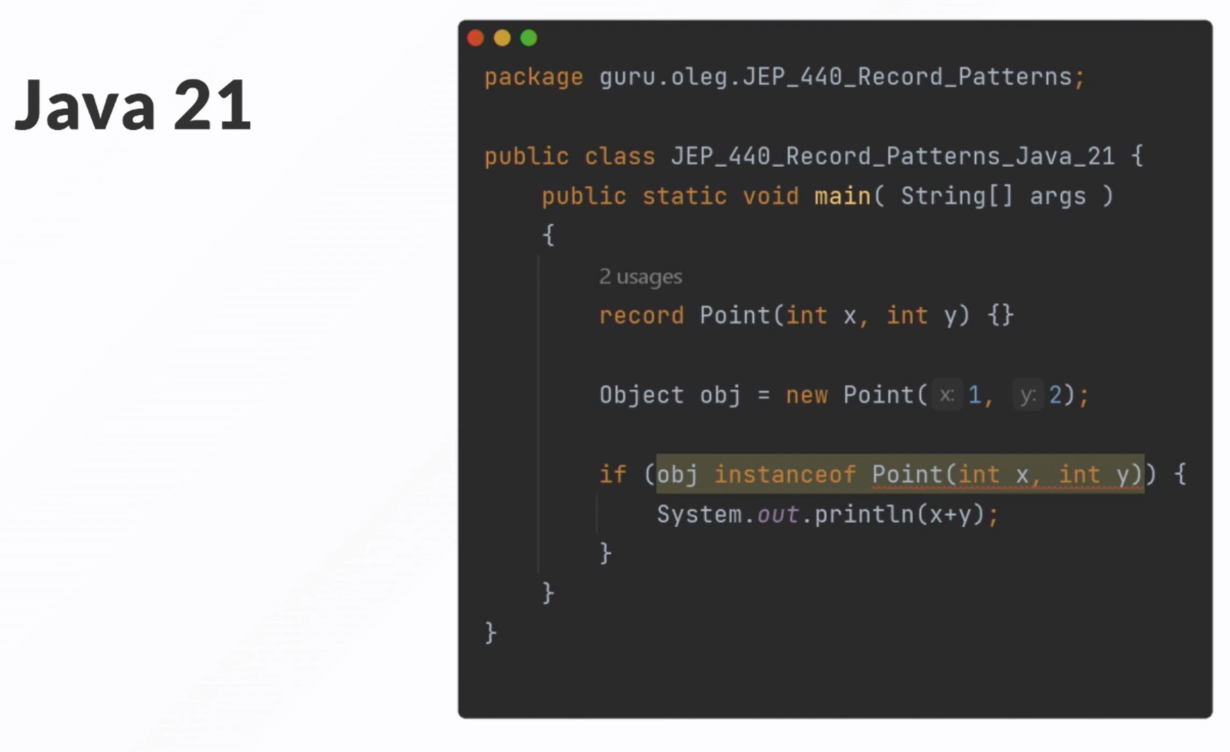 Java 21
package guru.oleg.JEP_440_Record_Patterns;
public class JEP_440_Record_Patterns_Java_21 {
public static void main( String[] args )
{
2 usages
record Point(int x, int y) {}
Object obj = new Point( x: 1, y: 2);
if (obj instanceof Point(int x, int y)) {
System.out.println(x+y);
}
}
}